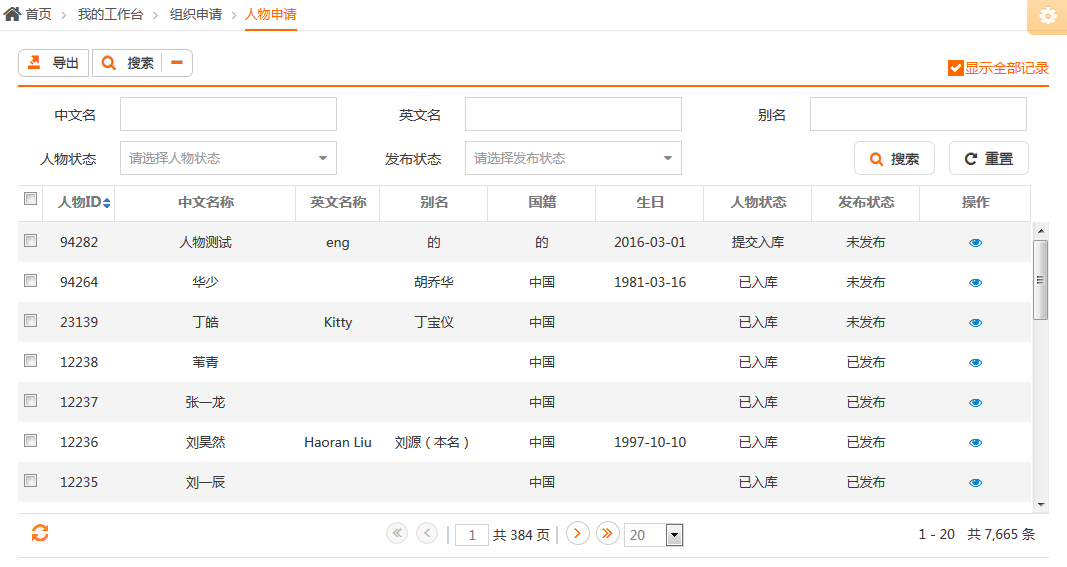 首页 我的工作台 组织申请 人物申请
导出 搜索
显示全部记录
中文名 英文名 别名
人物状态 请选择人物状态 发布状态 请选择发布状态 搜索 重置
人物ID 中文名称 英文名称 别名 国籍 生日 人物状态 发布状态 操作
94282 人物测试 eng 的 的 2016-03-01 提交入库 未发布
94264 华少 胡乔华 中国 1981-03-16 已入库 未发布
23139 丁皓 Kitty 丁宝仪 中国 已入库 未发布
12238 苇青 中国 已入库 已发布
12237 张一龙 中国 已入库 已发布
12236 刘昊然 Haoran Liu 刘源（本名） 中国 1997-10-10 已入库 已发布
12235 刘一辰 中国 已入库 已发布
1 共 384 页 20 1 - 20 共 7,665 条